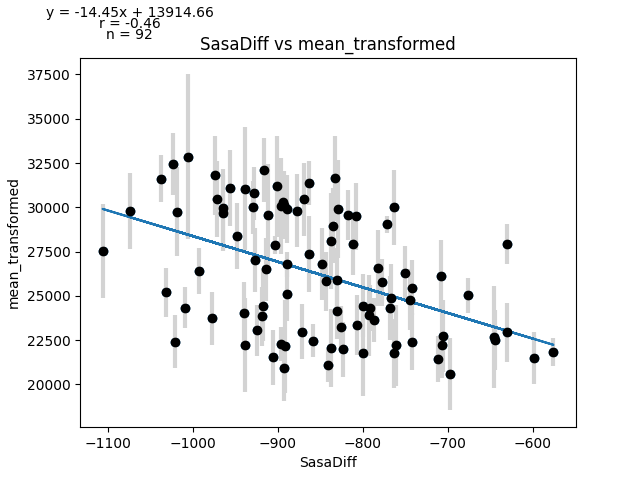 y = -14.45x + 13914.66
r = -0.46
n = 92
SasaDiff vs mean_transformed
37500
35000
32500
30000
27500
25000
22500
20000
mean_transformed
−1100
−1000
−900
−800
−700
−600
SasaDiff